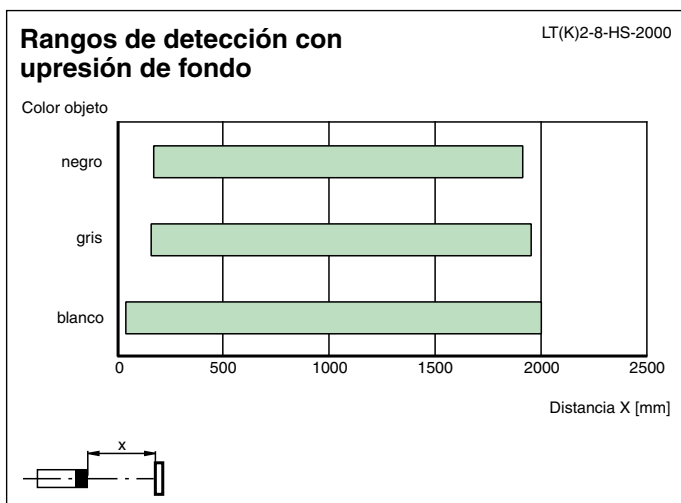 Rangos de detección con
upresión de fondo
LT(K)2-8-HS-2000
Color objeto
negro
gris
blanco
0 500 1000 1500 2000 2500
Distancia X [mm]
x